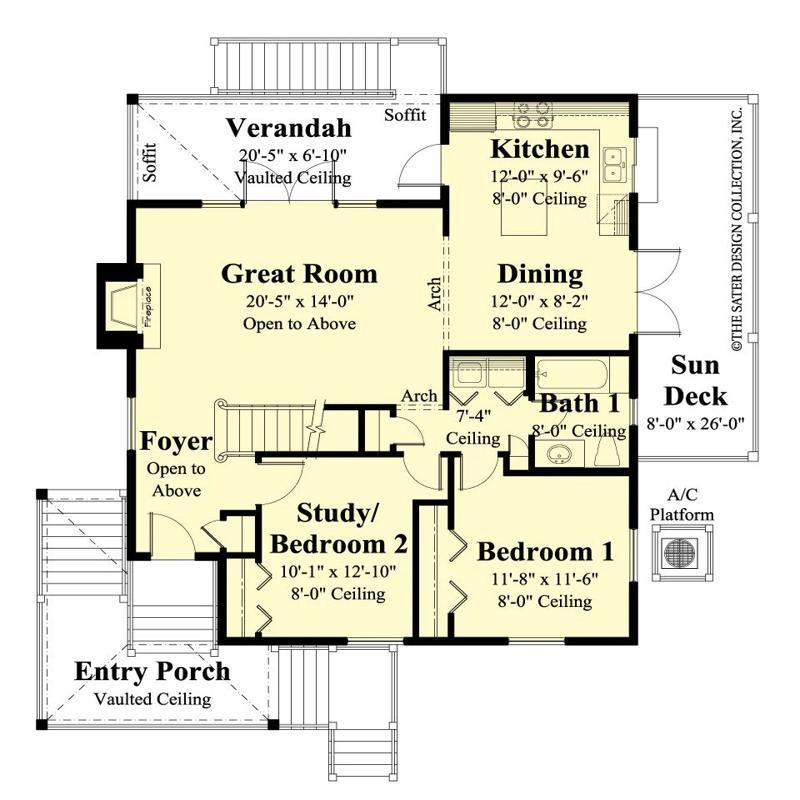 Soffit
Verandah
20'-5" x 6'-10"
Vaulted Ceiling
Soffit
Kitchen
12'-0" x 9'-6"
8'-0" Ceiling
©THE SATER DESIGN COLLECTION, INC.
Great Room
20'-5" x 14'-0"
Open to Above
Fireplace
Arch
Dining
12'-0" x 8'-2"
8'-0" Ceiling
Sun
Deck
8'-0" x 26'-0"
Arch
7'-4"
Ceiling
Bath 1
8'-0" Ceiling
Foyer
Open to
Above
A/C
Platform
Study/
Bedroom 2
10'-1" x 12'-10"
8'-0" Ceiling
Bedroom 1
11'-8" x 11'-6"
8'-0" Ceiling
Entry Porch
Vaulted Ceiling